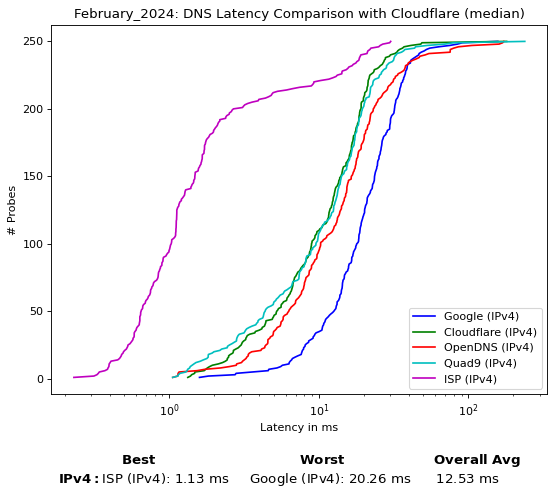 February_2024: DNS Latency Comparison with Cloudflare (median)
250
200
150
100
50
0
# Probes
Google (IPv4)
Cloudflare (IPv4)
OpenDNS (IPv4)
Quad9 (IPv4)
ISP (IPv4)
10⁰ 10¹ 10²
Latency in ms
Best Worst Overall Avg
IPv4: ISP (IPv4): 1.13 ms Google (IPv4): 20.26 ms 12.53 ms